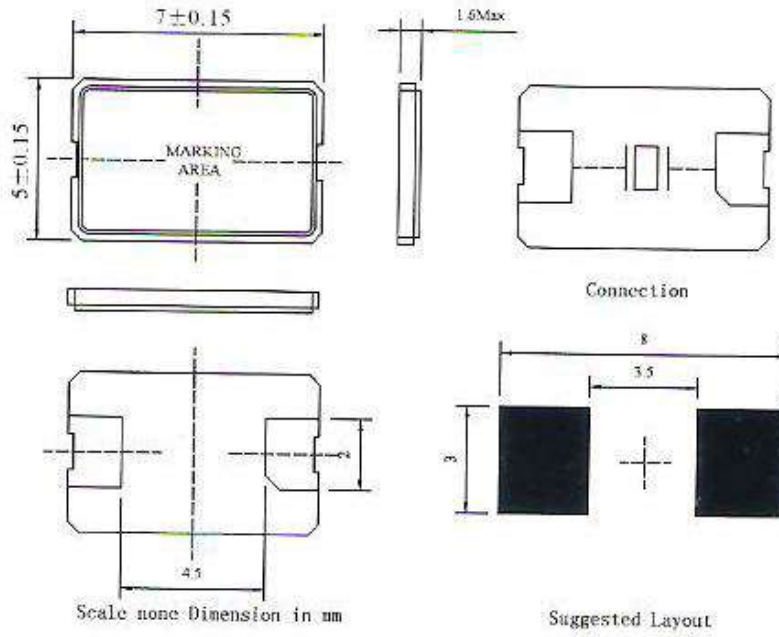 7±0.15
1.6Max
5±0.15
MARKING
AREA
Connection
8
3.5
3
2
4.5
Scale none Dimension in mm
Suggested Layout